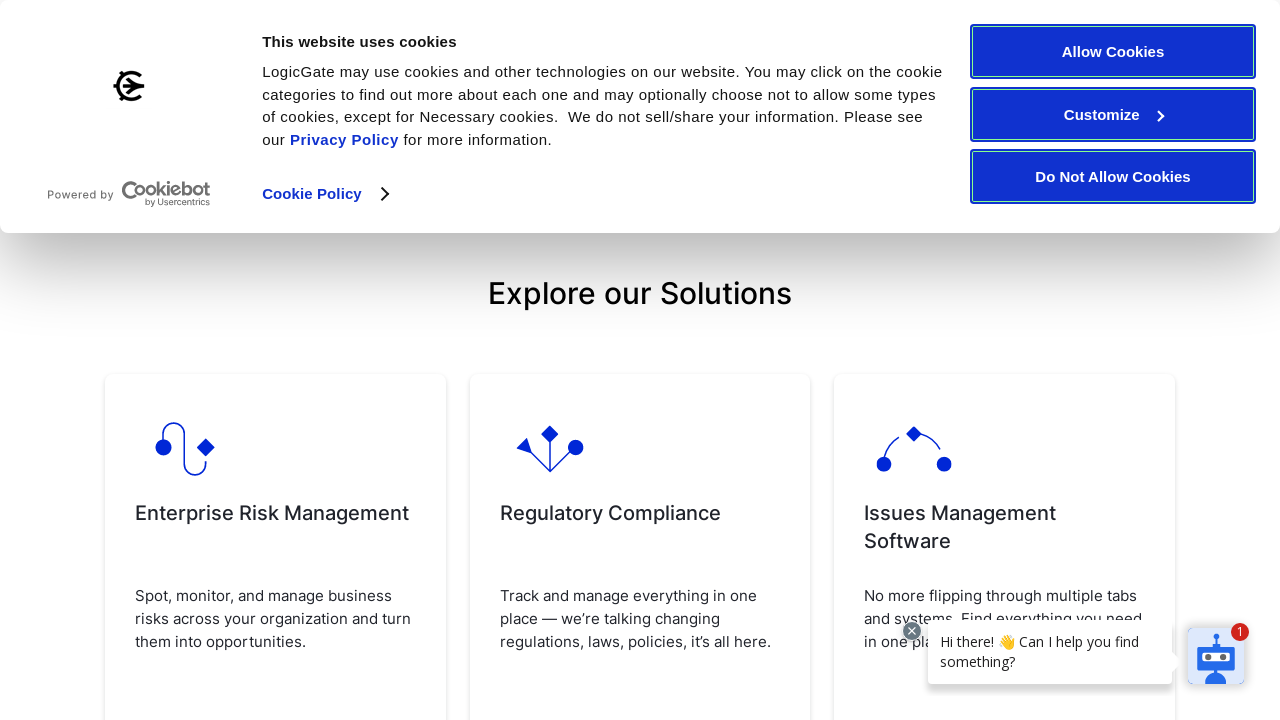 This website uses cookies
LogicGate may use cookies and other technologies on our website. You may click on the cookie
categories to find out more about each one and may optionally choose not to allow some types
of cookies, except for Necessary cookies.  We do not sell/share your information. Please see
our Privacy Policy for more information.
Cookie Policy
Powered by Cookiebot
by Usercentrics
Allow Cookies
Customize
Do Not Allow Cookies
Explore our Solutions
Enterprise Risk Management
Spot, monitor, and manage business
risks across your organization and turn
them into opportunities.
Regulatory Compliance
Track and manage everything in one
place — we’re talking changing
regulations, laws, policies, it’s all here.
Issues Management
Software
No more flipping through multiple tabs
and systems. Find everything you need
in one
Hi there! 👋 Can I help you find
something?
1